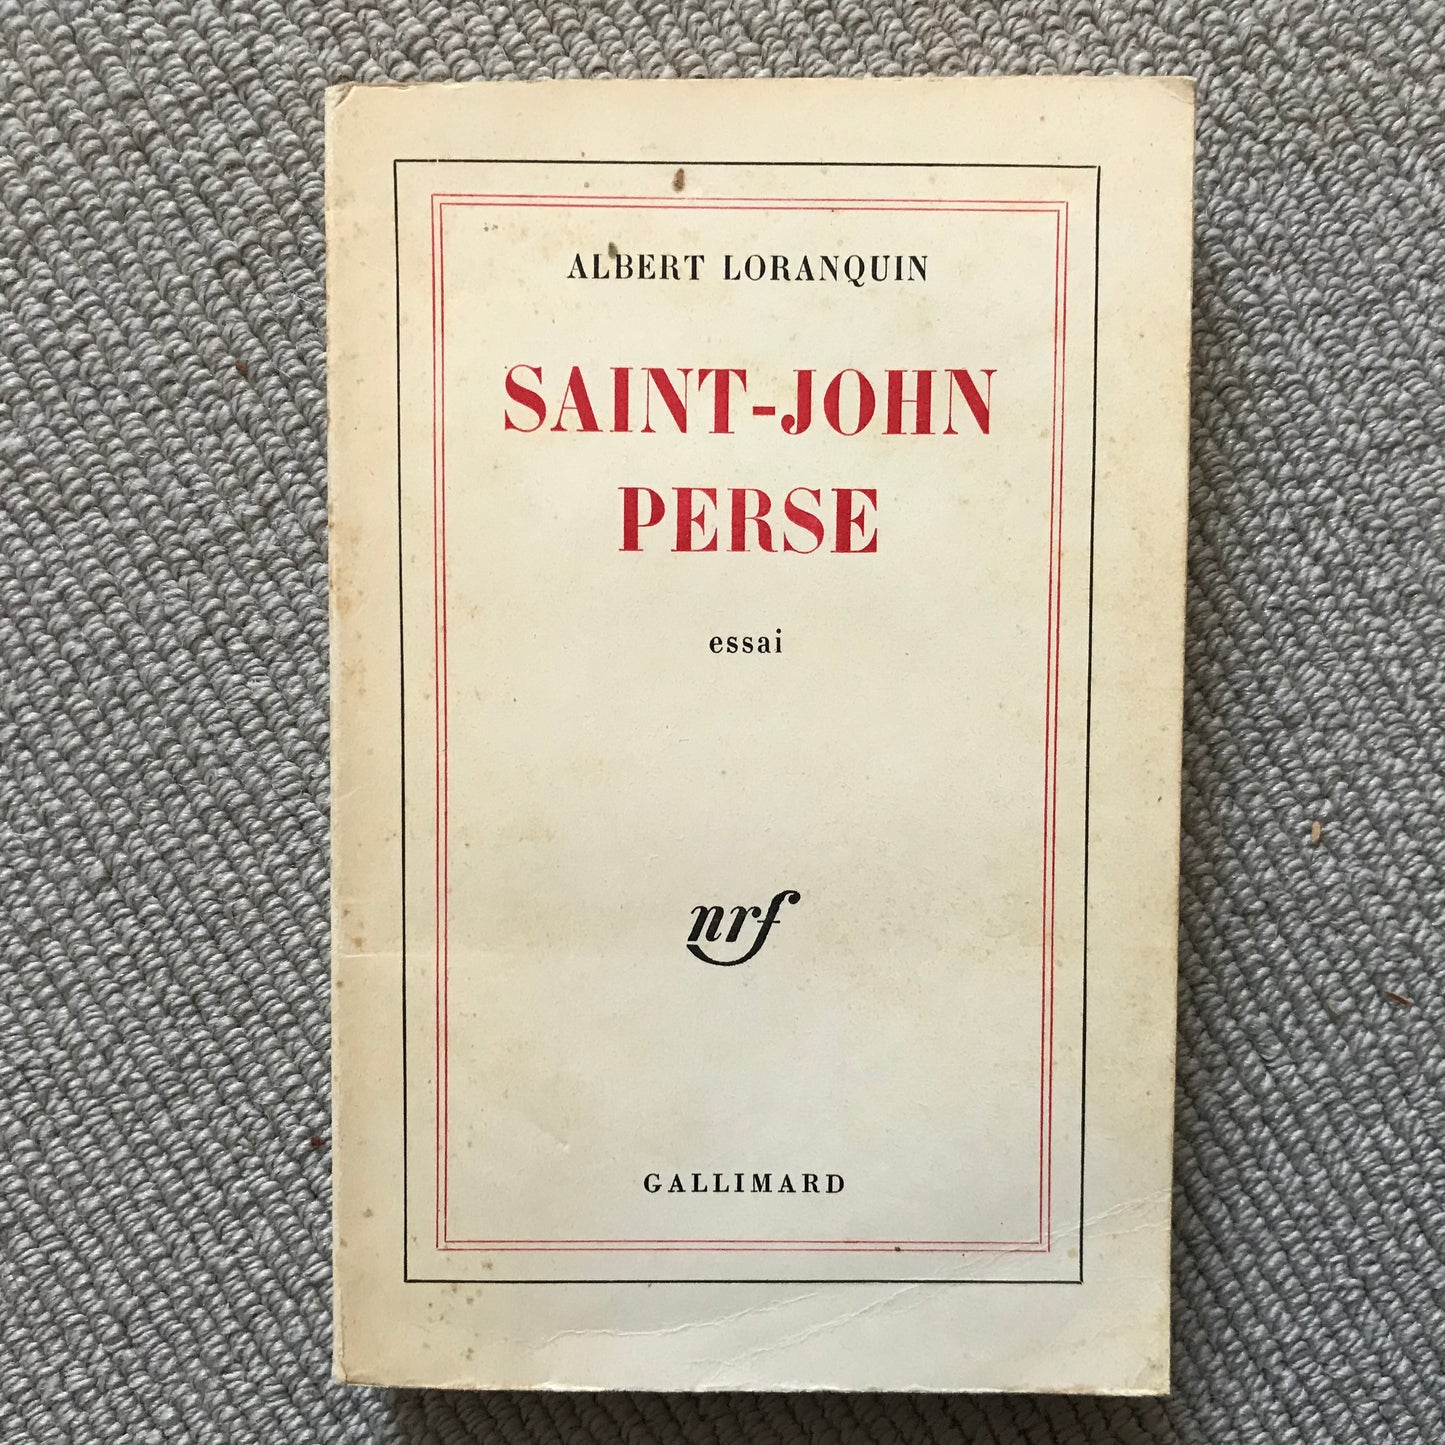 ALBERT LORANQUIN
SAINT-JOHN
PERSE
essai
nrf
GALLIMARD